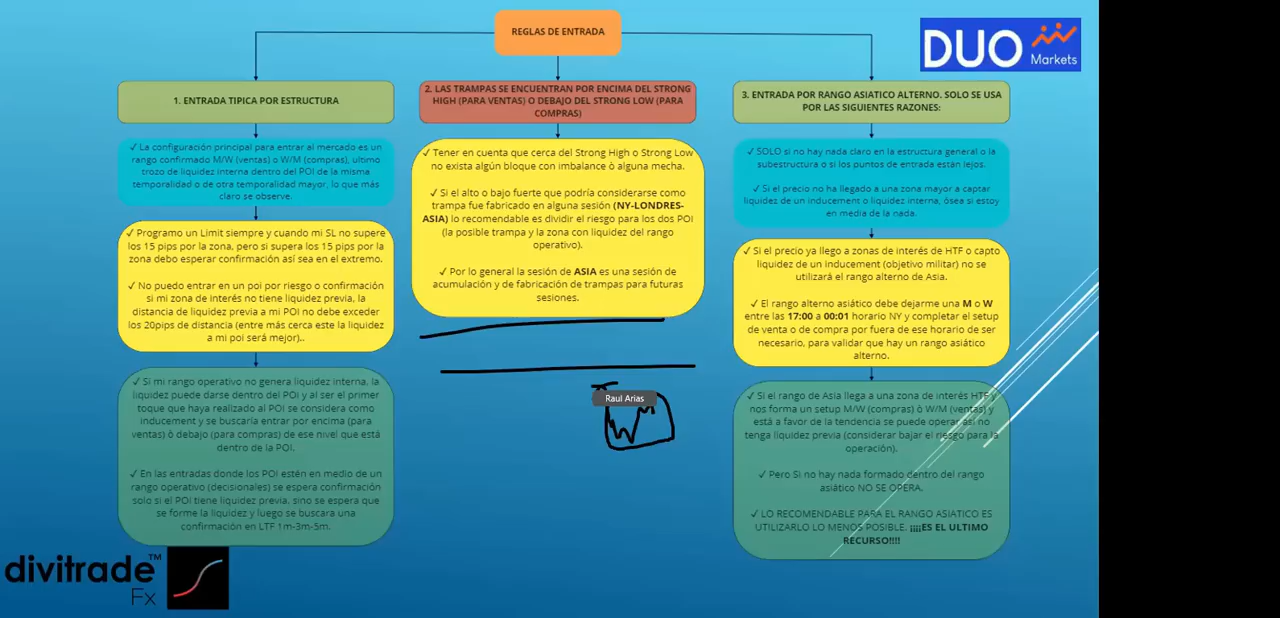 REGLAS DE ENTRADA
DUO
Markets
1. ENTRADA TIPICA POR ESTRUCTURA
✓ La configuración principal para entrar al mercado es un
rango confirmado M/W (ventas) o W/M (compras), ultimo
trozo de liquidez interna dentro del POI de la misma
temporalidad o de otra temporalidad mayor, lo que más
claro se observe.
✓ Programo un Limit siempre y cuando mi SL no supere
los 15 pips por la zona, pero si supera los 15 pips por la
zona debo esperar confirmación así sea en el extremo.
✓ No puedo entrar en un poi por riesgo o confirmación
si mi zona de interés no tiene liquidez previa, la
distancia de liquidez previa a mi POI no debe exceder
los 20pips de distancia (entre más cerca este la liquidez
a mi poi será mejor)..
✓ Si mi rango operativo no genera liquidez interna, la
liquidez puede darse dentro del POI y al ser el primer
toque que haya realizado al POI se considera como
inducement y se buscaría entrar por encima (para
ventas) ò debajo (para compras) de ese nivel que está
dentro de la POI.
✓ En las entradas donde los POI estén en medio de un
rango operativo (decisionales) se espera confirmación
solo si el POI tiene liquidez previa, sino se espera que
se forme la liquidez y luego se buscara una
confirmación en LTF 1m-3m-5m.
2. LAS TRAMPAS SE ENCUENTRAN POR ENCIMA DEL STRONG
HIGH (PARA VENTAS) O DEBAJO DEL STRONG LOW (PARA
COMPRAS)
✓ Tener en cuenta que cerca del Strong High o Strong Low
no exista algún bloque con imbalance ò alguna mecha.
✓ Si el alto o bajo fuerte que podría considerarse como
trampa fue fabricado en alguna sesión (NY-LONDRES-
ASIA) lo recomendable es dividir el riesgo para los dos POI
(la posible trampa y la zona con liquidez del rango
operativo).
✓ Por lo general la sesión de ASIA es una sesión de
acumulación y de fabricación de trampas para futuras
sesiones.
Raul Arias
3. ENTRADA POR RANGO ASIATICO ALTERNO. SOLO SE USA
POR LAS SIGUIENTES RAZONES:
✓ SOLO si no hay nada claro en la estructura general o la
subestructura o si los puntos de entrada están lejos.
✓ Si el precio no ha llegado a una zona mayor a captar
liquidez de un inducement o liquidez interna, ósea si estoy
en media de la nada.
✓ Si el precio ya llego a zonas de interés de HTF o capto
liquidez de un inducement (objetivo militar) no se
utilizará el rango alterno de Asia.
✓ El rango alterno asiático debe dejarme una M o W
entre las 17:00 a 00:01 horario NY y completar el setup
de venta o de compra por fuera de ese horario de ser
necesario, para validar que hay un rango asiático
alterno.
✓ Si el rango de Asia llega a una zona de interés HTF y
nos forma un setup M/W (compras) ò W/M (ventas) y
está a favor de la tendencia se puede operar así no
tenga liquidez previa (considerar bajar el riesgo para la
operación).
✓ Pero Si no hay nada formado dentro del rango
asiático NO SE OPERA.
✓ LO RECOMENDABLE PARA EL RANGO ASIATICO ES
UTILIZARLO LO MENOS POSIBLE. ¡¡¡¡ES EL ULTIMO
RECURSO!!!!
divitrade™
Fx